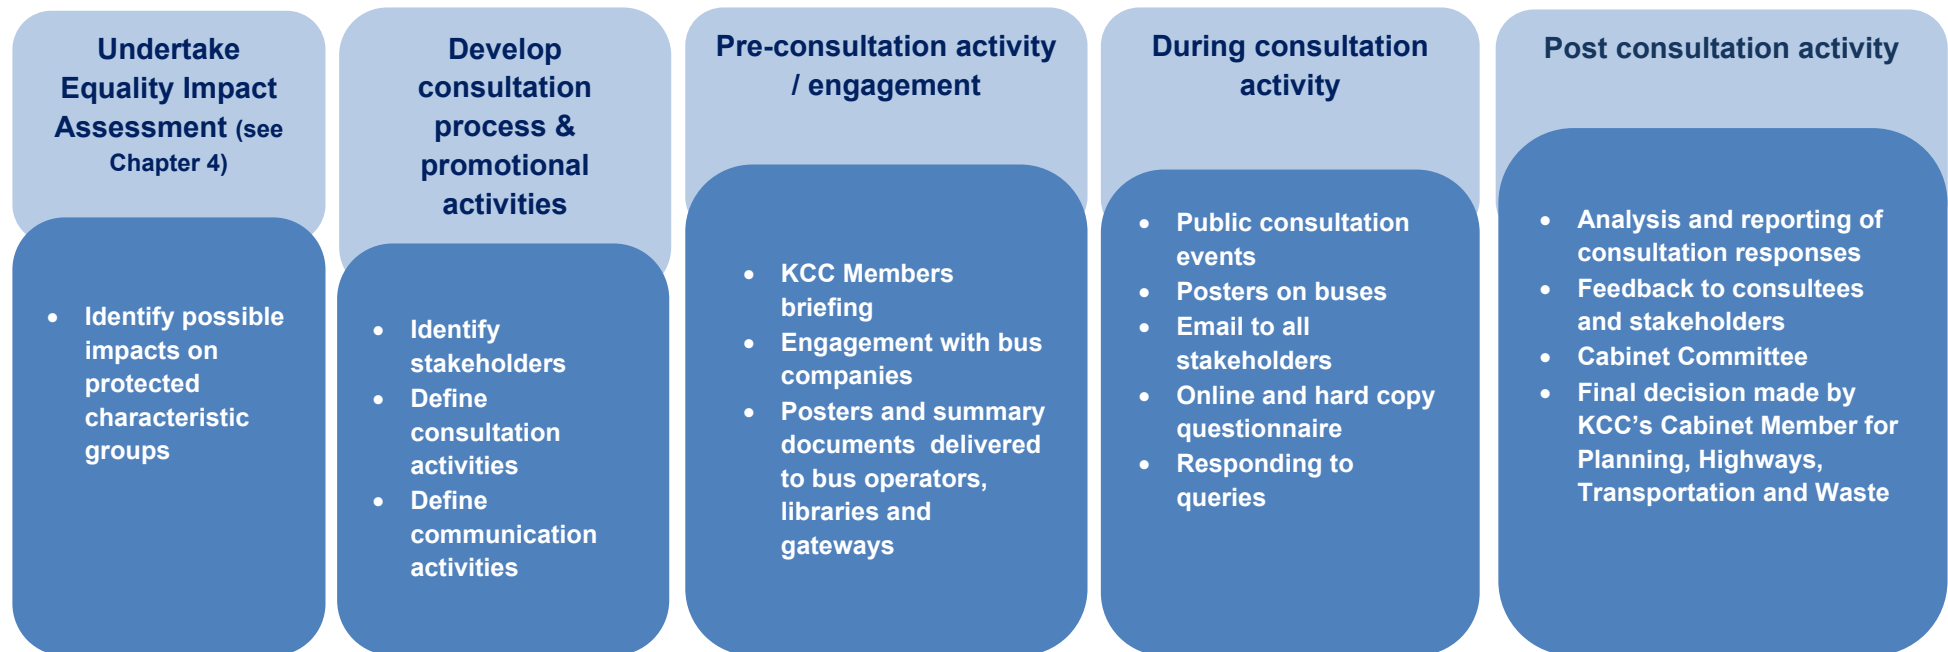 Undertake
Equality Impact
Assessment (see
Chapter 4)
• Identify possible
impacts on
protected
characteristic
groups
Develop
consultation
process &
promotional
activities
• Identify
stakeholders
• Define
consultation
activities
• Define
communication
activities
Pre-consultation activity
/ engagement
• KCC Members
briefing
• Engagement with bus
companies
• Posters and summary
documents delivered
to bus operators,
libraries and
gateways
During consultation
activity
• Public consultation
events
• Posters on buses
• Email to all
stakeholders
• Online and hard copy
questionnaire
• Responding to
queries
Post consultation activity
• Analysis and reporting of
consultation responses
• Feedback to consultees
and stakeholders
• Cabinet Committee
• Final decision made by
KCC’s Cabinet Member for
Planning, Highways,
Transportation and Waste